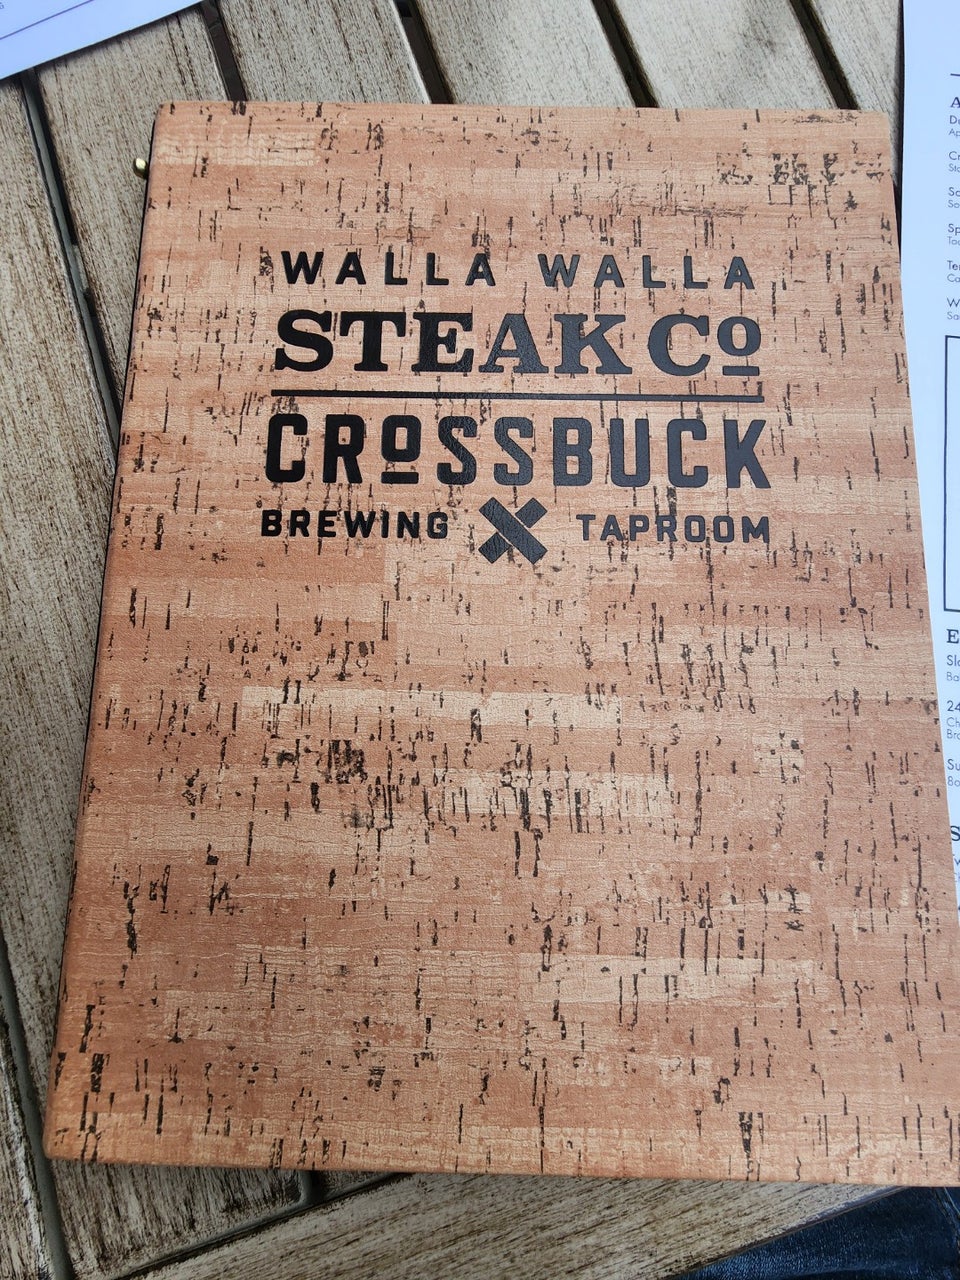 WALLA WALLA
STEAK Co
CROSSBUCK
BREWING TAPROOM